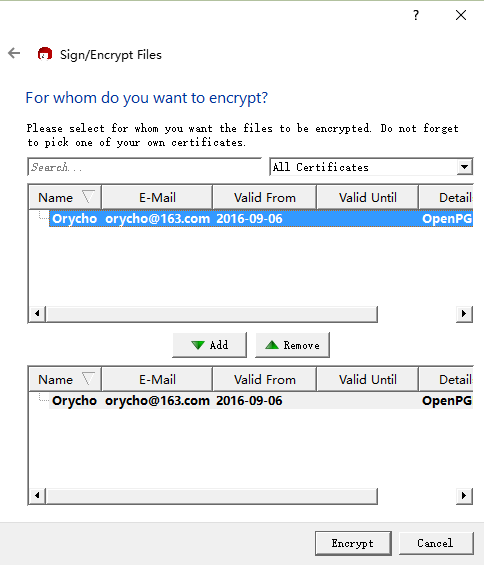 ?
Sign/Encrypt Files
For whom do you want to encrypt?
Please select for whom you want the files to be encrypted. Do not forget
to pick one of your own certificates.
Search... All Certificates
Name E-Mail Valid From Valid Until Detail
Orycho orycho@163.com 2016-09-06 OpenPG
Add Remove
Name E-Mail Valid From Valid Until Detail
Orycho orycho@163.com 2016-09-06 OpenPG
Encrypt Cancel